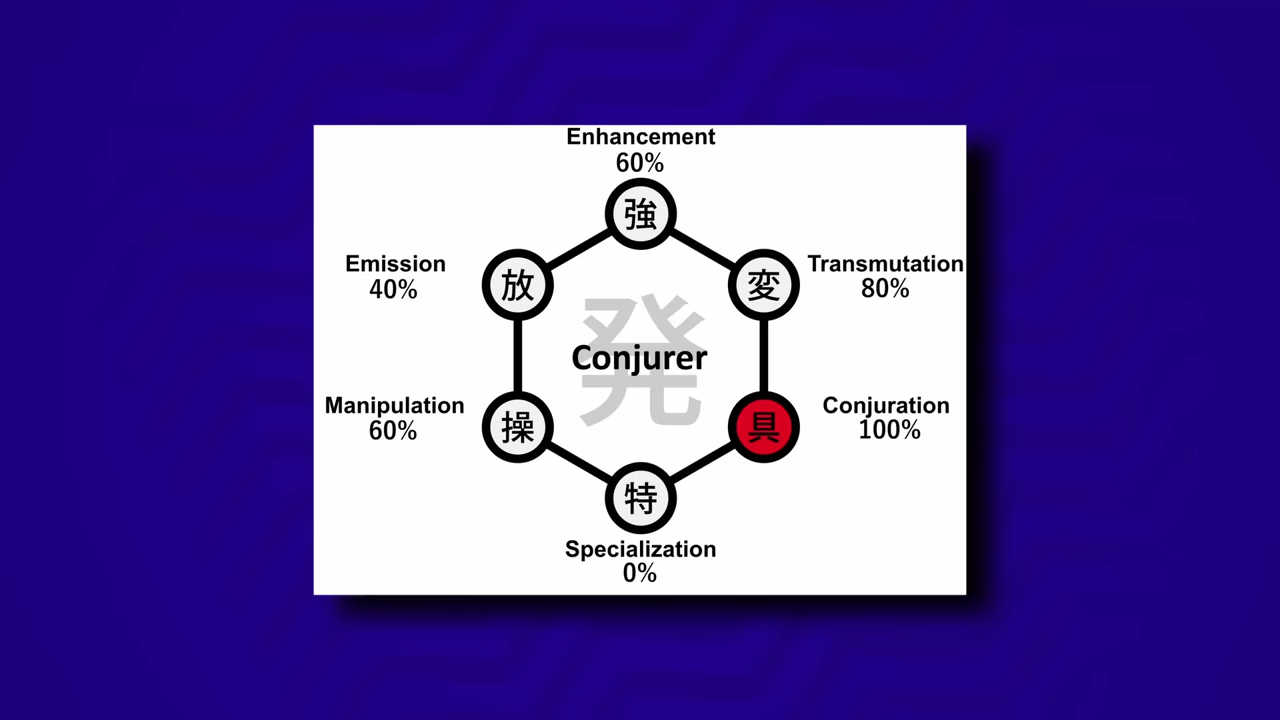 Enhancement
60%
強
Emission
40%
放
変
Transmutation
80%
発
Conjurer
Manipulation
60%
操
具
Conjuration
100%
特
Specialization
0%